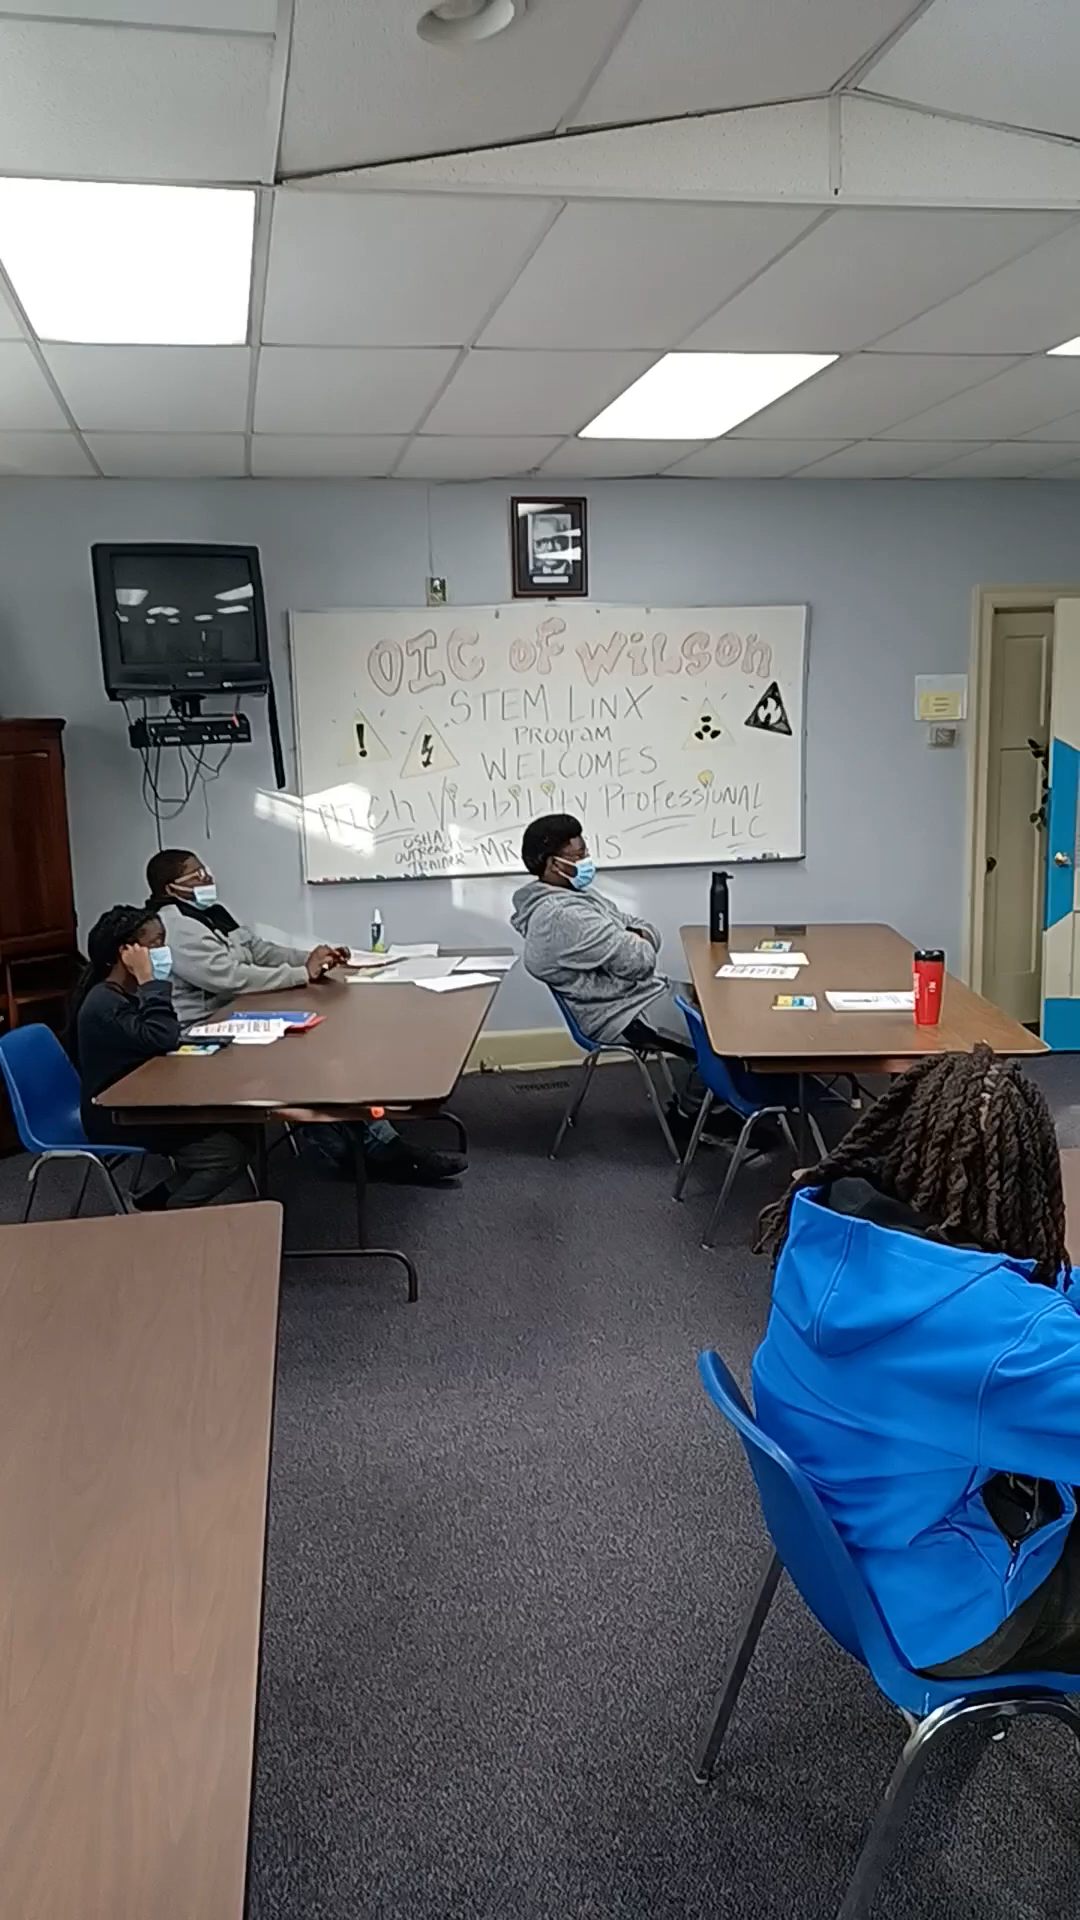 OIC OF WILSON
STEM LINX
PROGRAM
WELCOMES
HIGH VISIBILITY PROFESSIONAL
LLC
OSHA
OUTREACH
TRAINER → MR